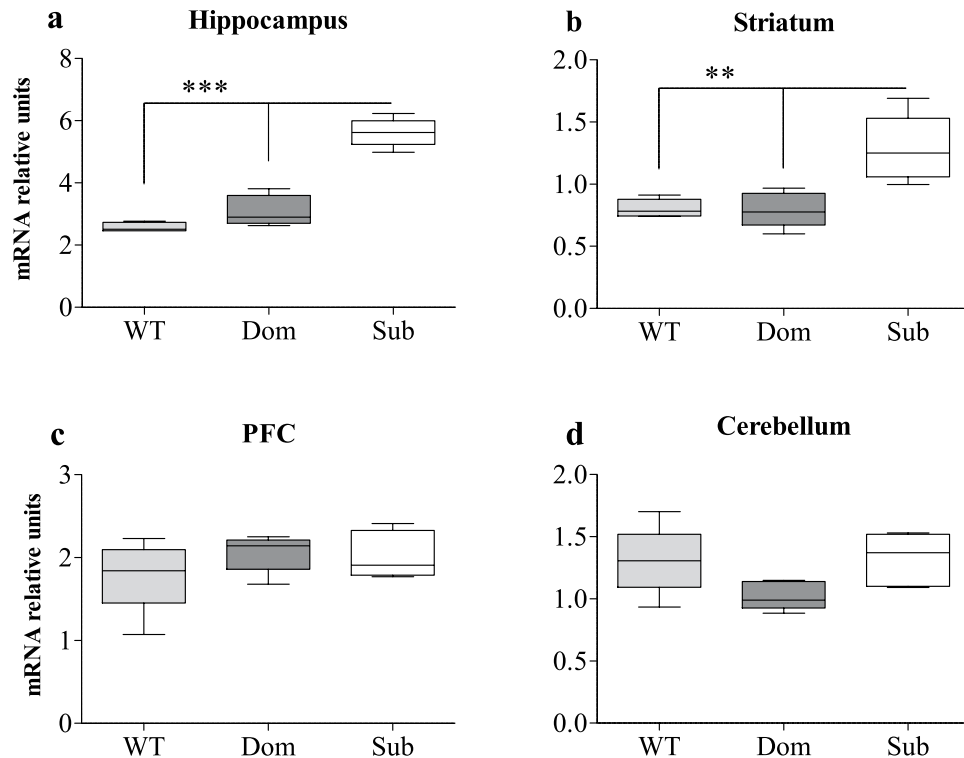 a
Hippocampus
mRNA relative units
8
6
4
2
0
***
WT Dom Sub
b
Striatum
2.0
1.5
1.0
0.5
0.0
**
WT Dom Sub
c
PFC
mRNA relative units
3
2
1
0
WT Dom Sub
d
Cerebellum
2.0
1.5
1.0
0.5
0.0
WT Dom Sub